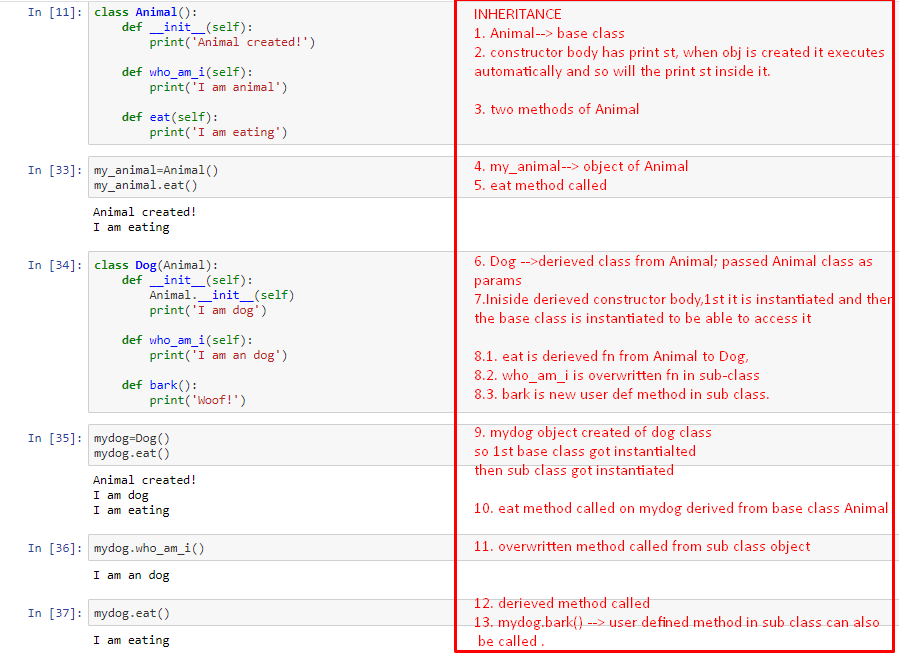 In [11]: class Animal():
def __init__(self):
print('Animal created!')
def who_am_i(self):
print('I am animal')
def eat(self):
print('I am eating')
INHERITANCE
1. Animal--> base class
2. constructor body has print st, when obj is created it executes
automatically and so will the print st inside it.
3. two methods of Animal
In [33]: my_animal=Animal()
my_animal.eat()
Animal created!
I am eating
4. my_animal--> object of Animal
5. eat method called
In [34]: class Dog(Animal):
def __init__(self):
Animal.__init__(self)
print('I am dog')
def who_am_i(self):
print('I am an dog')
def bark():
print('Woof!')
6. Dog -->derieved class from Animal; passed Animal class as
params
7.Iniside derieved constructor body,1st it is instantiated and then
the base class is instantiated to be able to access it
8.1. eat is derieved fn from Animal to Dog,
8.2. who_am_i is overwritten fn in sub-class
8.3. bark is new user def method in sub class.
In [35]: mydog=Dog()
mydog.eat()
Animal created!
I am dog
I am eating
9. mydog object created of dog class
so 1st base class got instantialted
then sub class got instantiated
10. eat method called on mydog derived from base class Animal
In [36]: mydog.who_am_i()
I am an dog
11. overwritten method called from sub class object
In [37]: mydog.eat()
I am eating
12. derieved method called
13. mydog.bark() --> user defined method in sub class can also
be called .